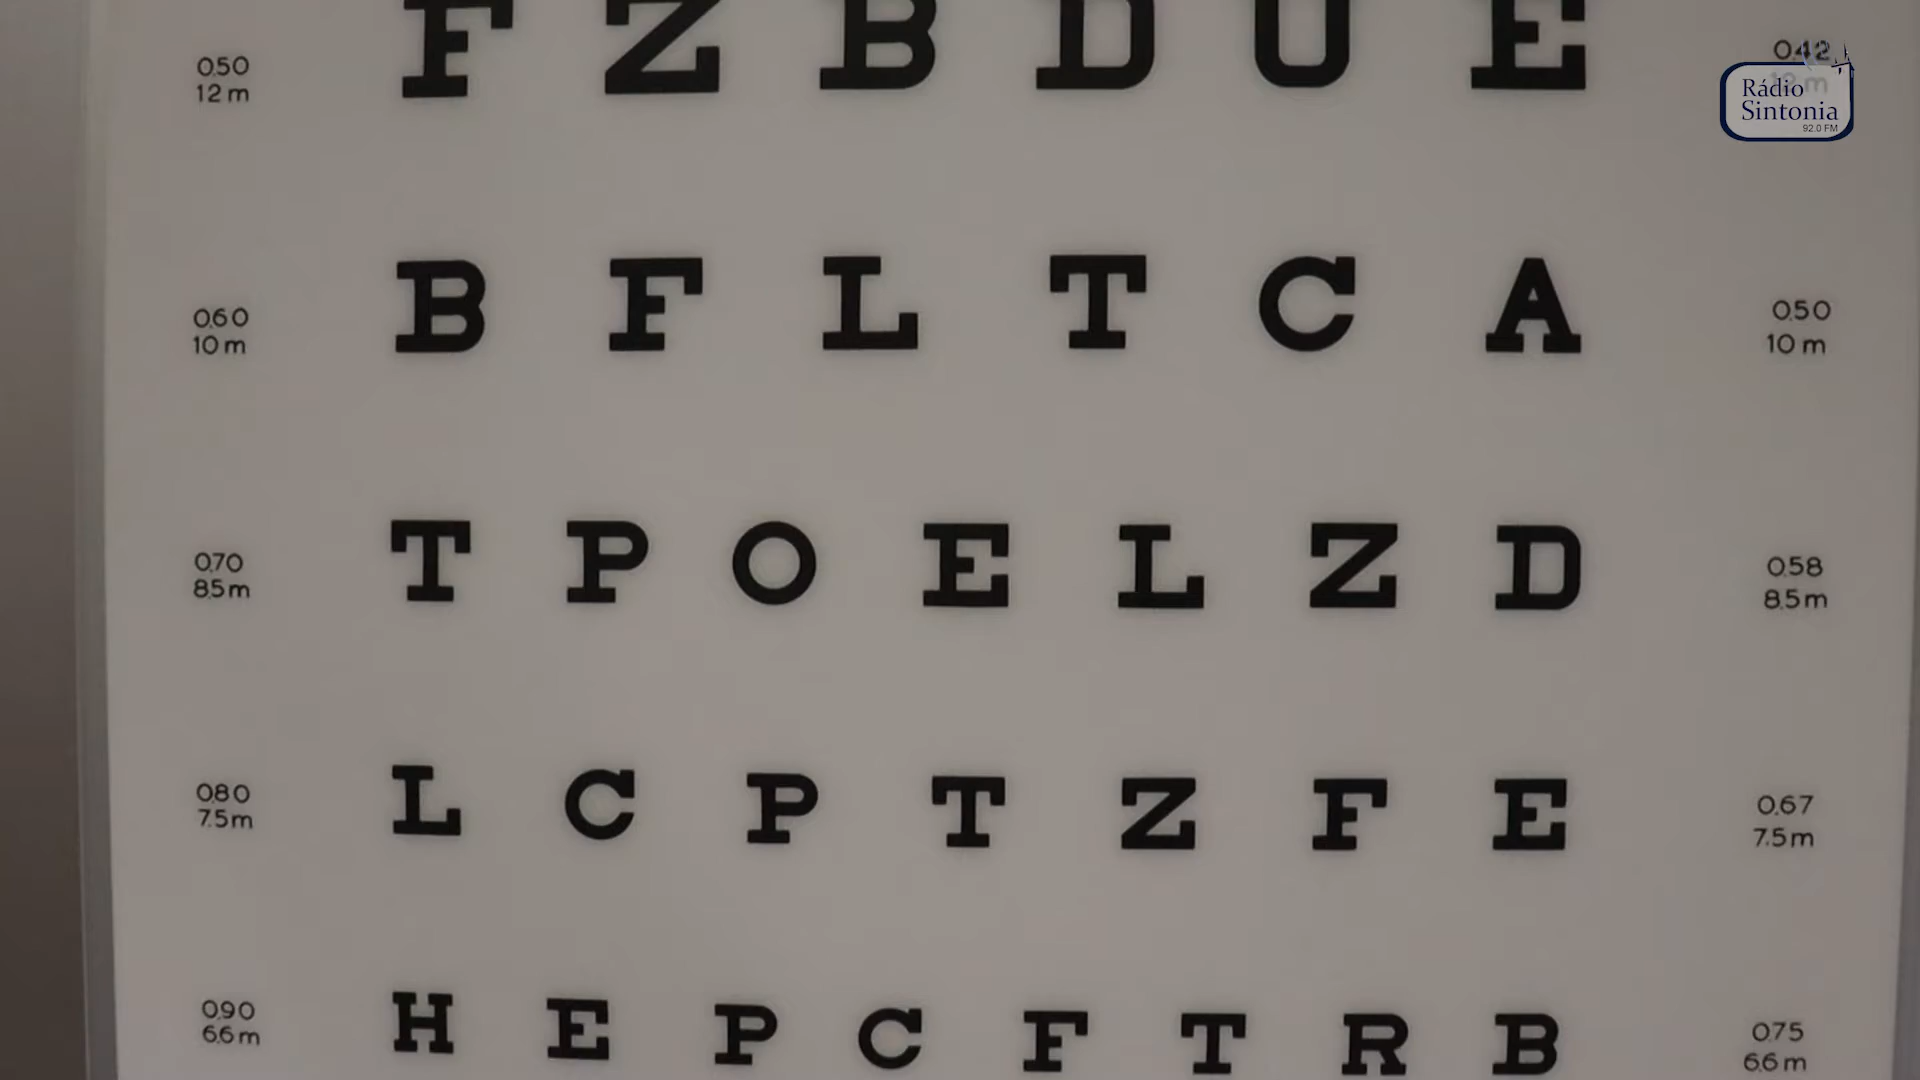 0.50 F Z B D U E 0.42
12 m 12 m
Rádio
Sintonia
92.0 FM
0.60 B F L T C A 0.50
10 m 10 m
0.70 T P O E L Z D 0.58
8.5 m 8.5 m
0.80 L C P T Z F E 0.67
7.5 m 7.5 m
0.90 H E P C F T R B 0.75
6.6 m 6.6 m